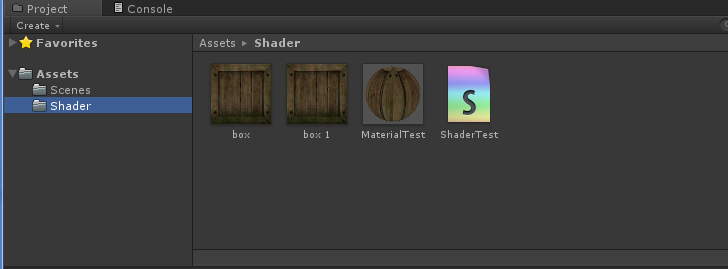 Project
Console
Create
Favorites
Assets
Scenes
Shader
Assets ▸ Shader
box
box 1
MaterialTest
ShaderTest
S